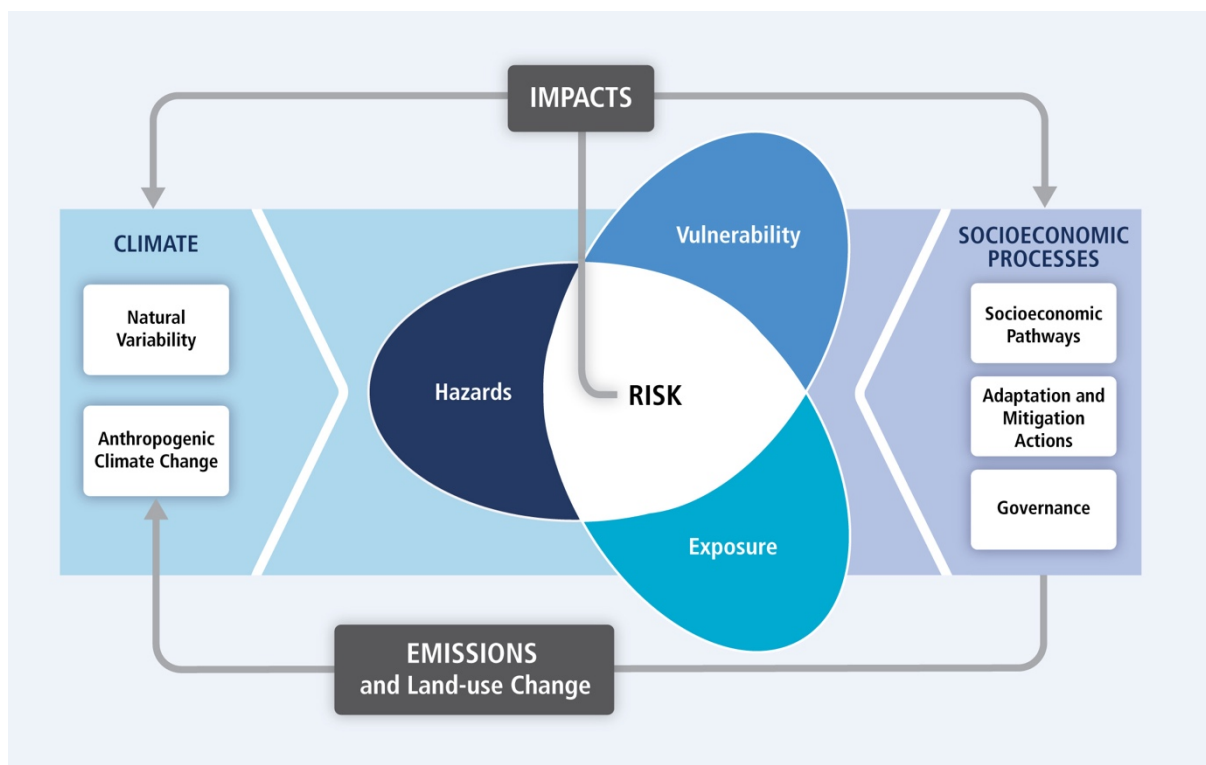 IMPACTS
CLIMATE
Natural
Variability
Anthropogenic
Climate Change
Vulnerability
Hazards
RISK
Exposure
SOCIOECONOMIC
PROCESSES
Socioeconomic
Pathways
Adaptation and
Mitigation
Actions
Governance
EMISSIONS
and Land-use Change